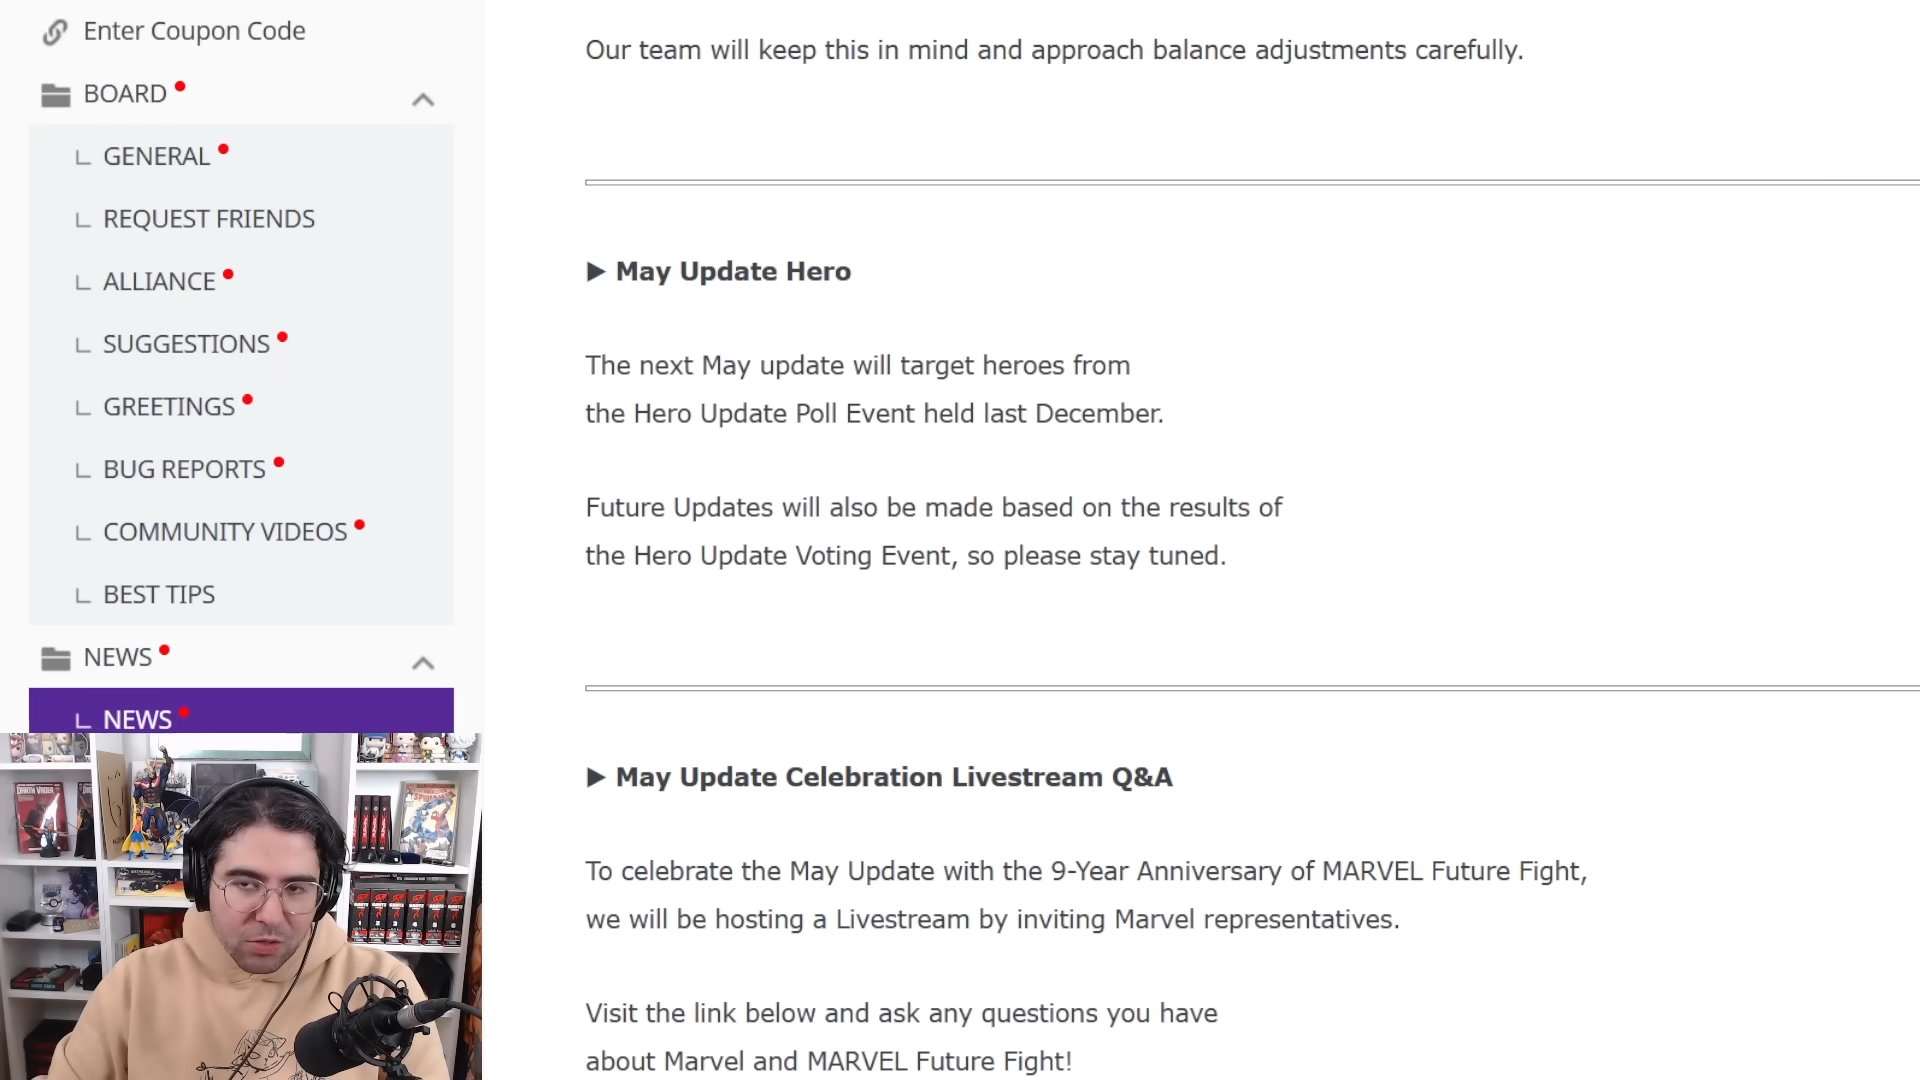 Enter Coupon Code
BOARD
GENERAL
REQUEST FRIENDS
ALLIANCE
SUGGESTIONS
GREETINGS
BUG REPORTS
COMMUNITY VIDEOS
BEST TIPS
NEWS
NEWS
Our team will keep this in mind and approach balance adjustments carefully.
▶ May Update Hero
The next May update will target heroes from
the Hero Update Poll Event held last December.
Future Updates will also be made based on the results of
the Hero Update Voting Event, so please stay tuned.
▶ May Update Celebration Livestream Q&A
To celebrate the May Update with the 9-Year Anniversary of MARVEL Future Fight,
we will be hosting a Livestream by inviting Marvel representatives.
Visit the link below and ask any questions you have
about Marvel and MARVEL Future Fight!
DARTH VADER